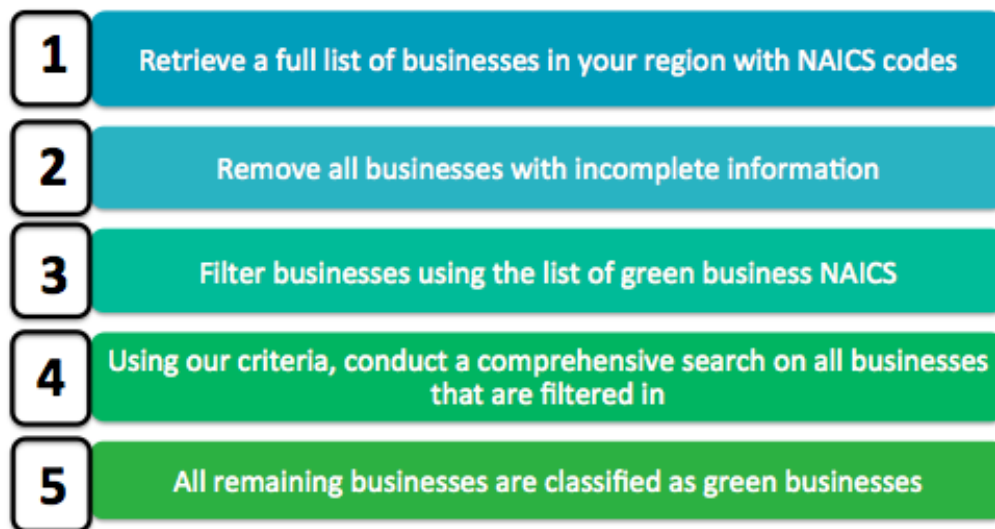 1
Retrieve a full list of businesses in your region with NAICS codes
2
Remove all businesses with incomplete information
3
Filter businesses using the list of green business NAICS
4
Using our criteria, conduct a comprehensive search on all businesses
that are filtered in
5
All remaining businesses are classified as green businesses